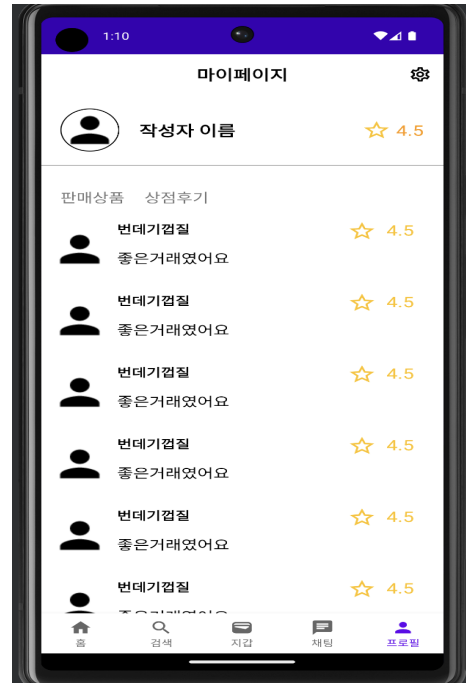 1:10
마이페이지
작성자 이름 4.5
판매상품 상점후기
번데기껍질 4.5
좋은거래였어요
번데기껍질 4.5
좋은거래였어요
번데기껍질 4.5
좋은거래였어요
번데기껍질 4.5
좋은거래였어요
번데기껍질 4.5
좋은거래였어요
번데기껍질 4.5
홈 검색 지갑 채팅 프로필